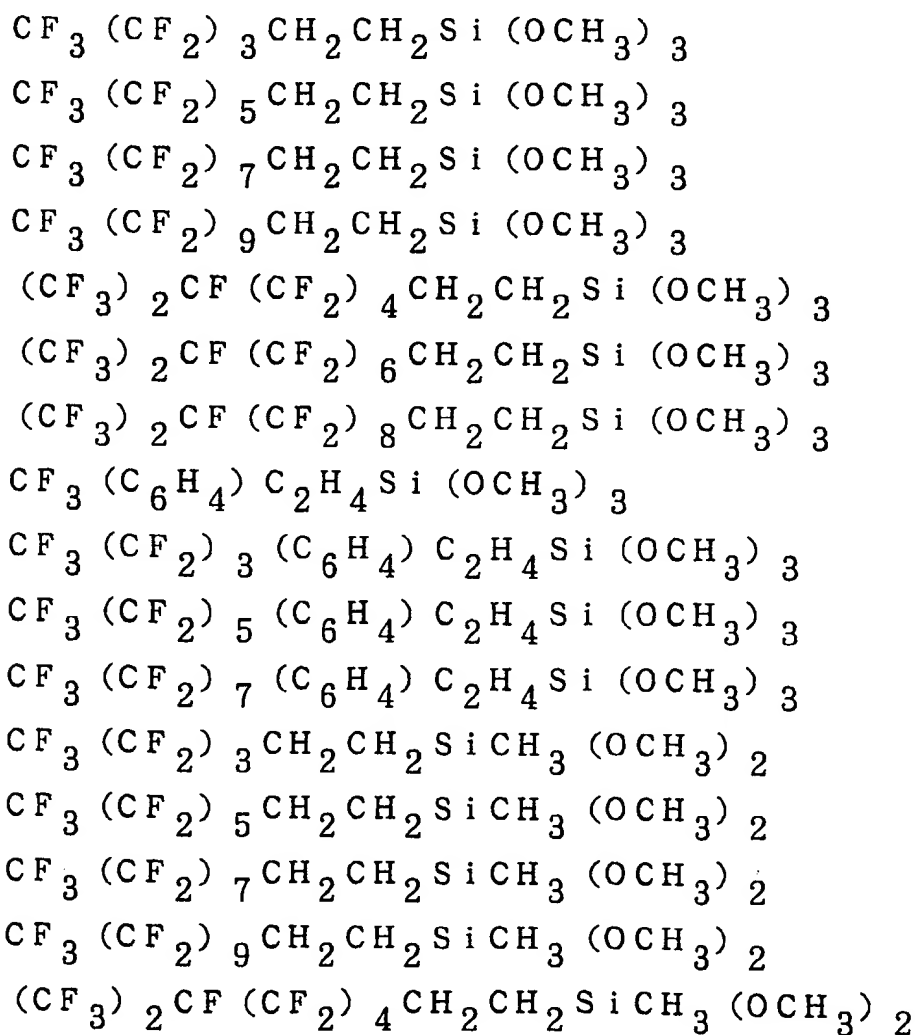 CF₃(CF₂)₃CH₂CH₂Si(OCH₃)₃
CF₃(CF₂)₅CH₂CH₂Si(OCH₃)₃
CF₃(CF₂)₇CH₂CH₂Si(OCH₃)₃
CF₃(CF₂)₉CH₂CH₂Si(OCH₃)₃
(CF₃)₂CF(CF₂)₄CH₂CH₂Si(OCH₃)₃
(CF₃)₂CF(CF₂)₆CH₂CH₂Si(OCH₃)₃
(CF₃)₂CF(CF₂)₈CH₂CH₂Si(OCH₃)₃
CF₃(C₆H₄)C₂H₄Si(OCH₃)₃
CF₃(CF₂)₃(C₆H₄)C₂H₄Si(OCH₃)₃
CF₃(CF₂)₅(C₆H₄)C₂H₄Si(OCH₃)₃
CF₃(CF₂)₇(C₆H₄)C₂H₄Si(OCH₃)₃
CF₃(CF₂)₃CH₂CH₂SiCH₃(OCH₃)₂
CF₃(CF₂)₅CH₂CH₂SiCH₃(OCH₃)₂
CF₃(CF₂)₇CH₂CH₂SiCH₃(OCH₃)₂
CF₃(CF₂)₉CH₂CH₂SiCH₃(OCH₃)₂
(CF₃)₂CF(CF₂)₄CH₂CH₂SiCH₃(OCH₃)₂